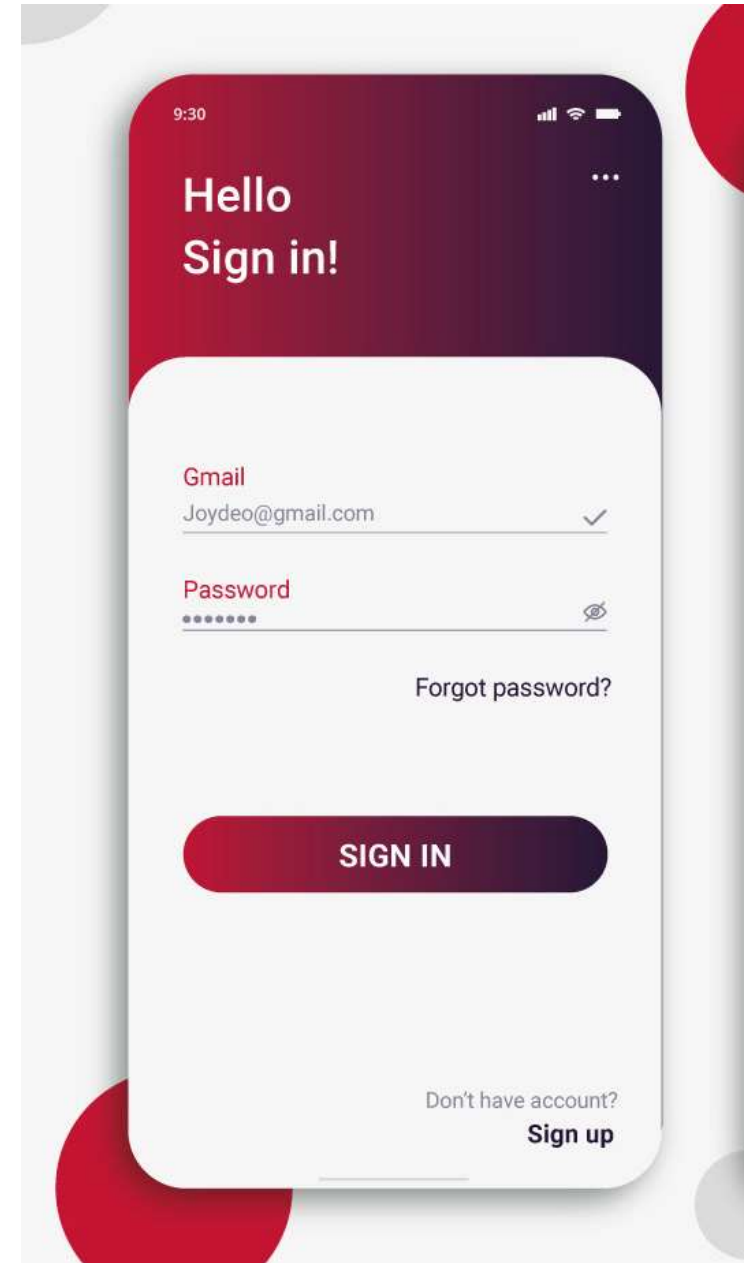 9:30
Hello
Sign in!
Gmail
Joydeo@gmail.com
Password
Forgot password?
SIGN IN
Don't have account?
Sign up